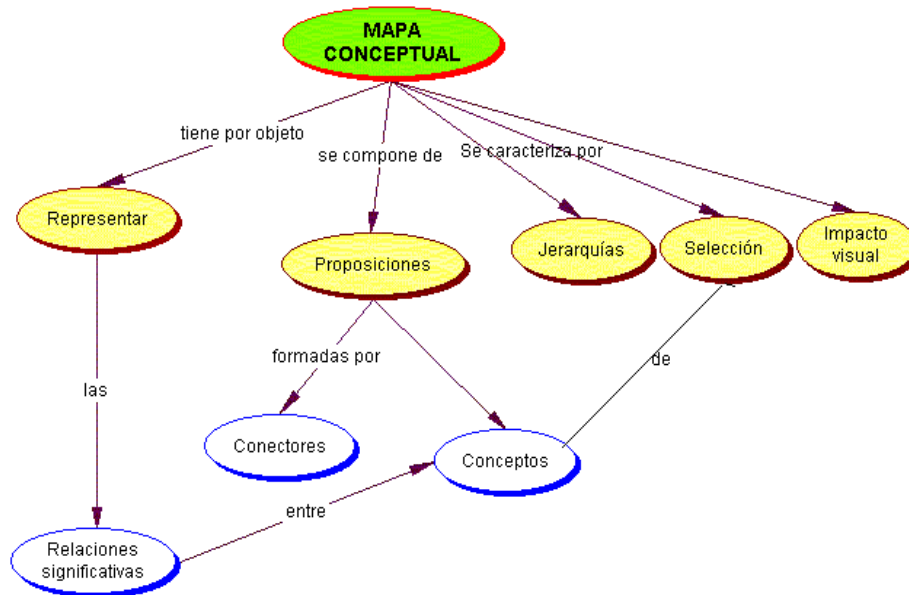 MAPA
CONCEPTUAL
tiene por objeto
se compone de
Se caracteriza por
Representar
Proposiciones
Jerarquías
Selección
Impacto
visual
formadas por
de
las
Conectores
Conceptos
entre
Relaciones
significativas